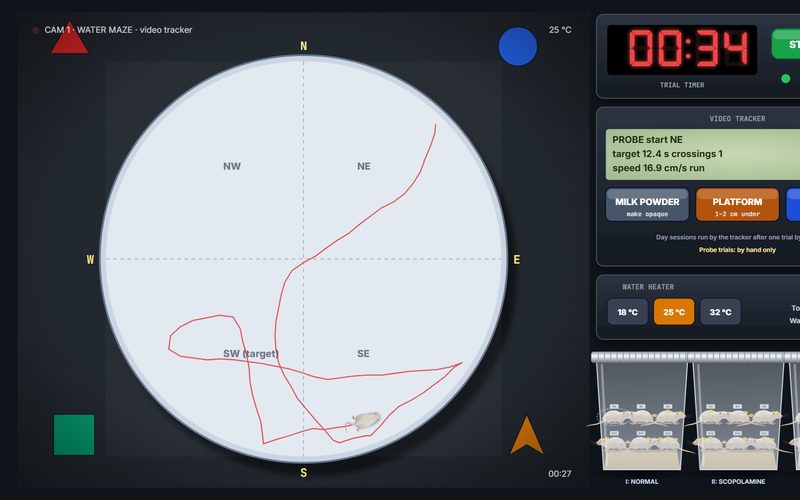 CAM 1 · WATER MAZE · video tracker
25 °C
N
NW
NE
W
E
SW (target)
SE
S
00:27
00:34
ST
TRIAL TIMER
VIDEO TRACKER
PROBE start NE
target 12.4 s crossings 1
speed 16.9 cm/s run
MILK POWDER
make opaque
PLATFORM
1-2 cm under
Day sessions run by the tracker after one trial by
Probe trials: by hand only
WATER HEATER
18 °C
25 °C
32 °C
To
Wa
I: NORMAL
II: SCOPOLAMINE